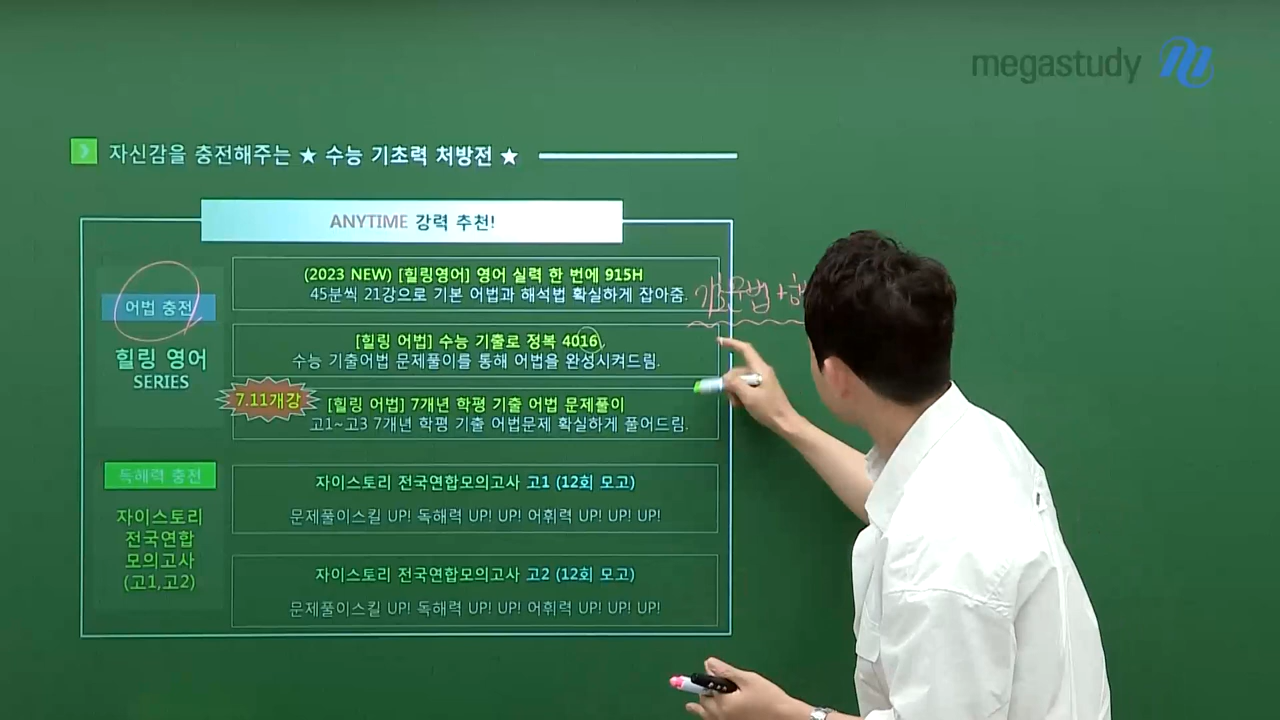 megastudy
자신감을 충전해주는 ★ 수능 기초력 처방전 ★
ANYTIME 강력 추천!
어법 충전
힐링 영어
SERIES
(2023 NEW) [힐링영어] 영어 실력 한 번에 915H
45분씩 21강으로 기본 어법과 해석법 확실하게 잡아줌.
[힐링 어법] 수능 기출로 정복 4016
수능 기출어법 문제풀이를 통해 어법을 완성시켜드림.
7.11개강
[힐링 어법] 7개년 학평 기출 어법 문제풀이
고1~고3 7개년 학평 기출 어법문제 확실하게 풀어드림.
독해력 충전
자이스토리
전국연합
모의고사
(고1,고2)
자이스토리 전국연합모의고사 고1 (12회 모고)
문제풀이스킬 UP! 독해력 UP! UP! 어휘력 UP! UP! UP!
자이스토리 전국연합모의고사 고2 (12회 모고)
문제풀이스킬 UP! 독해력 UP! UP! 어휘력 UP! UP! UP!